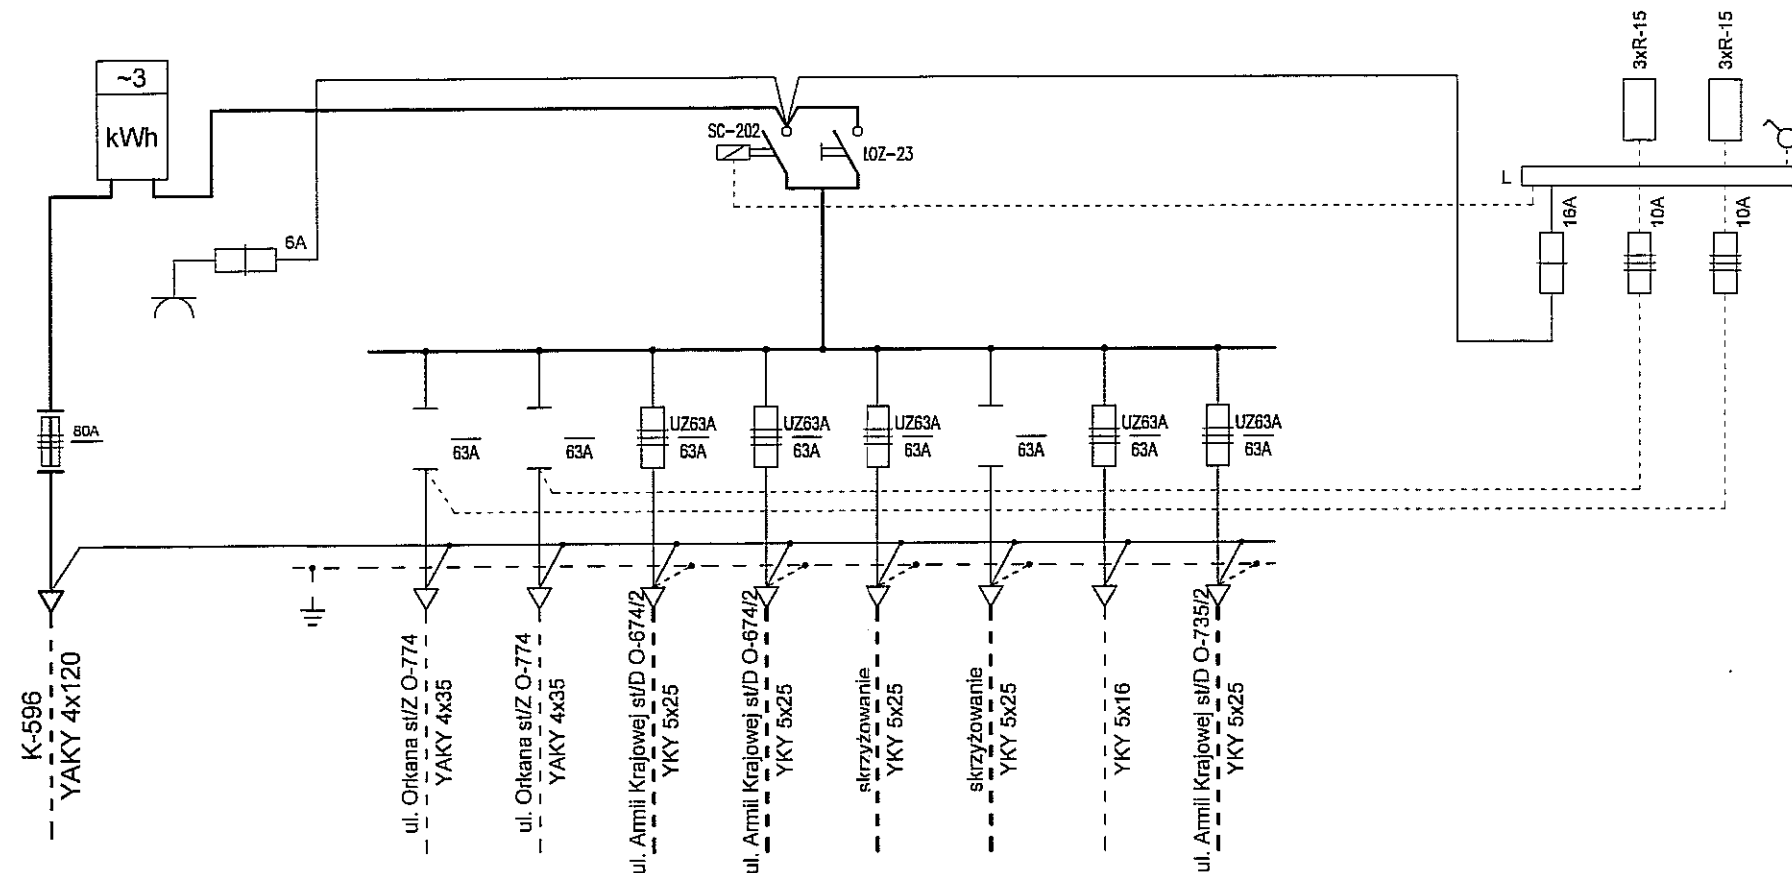 ~3
kWh
SC-202
ŁOZ-23
6A
3xR-15
3xR-15
L
16A
10A
10A
80A
63A
63A
UZ63A
63A
UZ63A
63A
UZ63A
63A
63A
UZ63A
63A
UZ63A
63A
K-596
YAKY 4x120
ul. Orkana st/Z O-774
YAKY 4x35
ul. Orkana st/Z O-774
YAKY 4x35
ul. Armii Krajowej st/D O-674/2
YKY 5x25
ul. Armii Krajowej st/D O-674/2
YKY 5x25
skrzyżowanie
YKY 5x25
skrzyżowanie
YKY 5x25
YKY 5x16
ul. Armii Krajowej st/D O-735/2
YKY 5x25